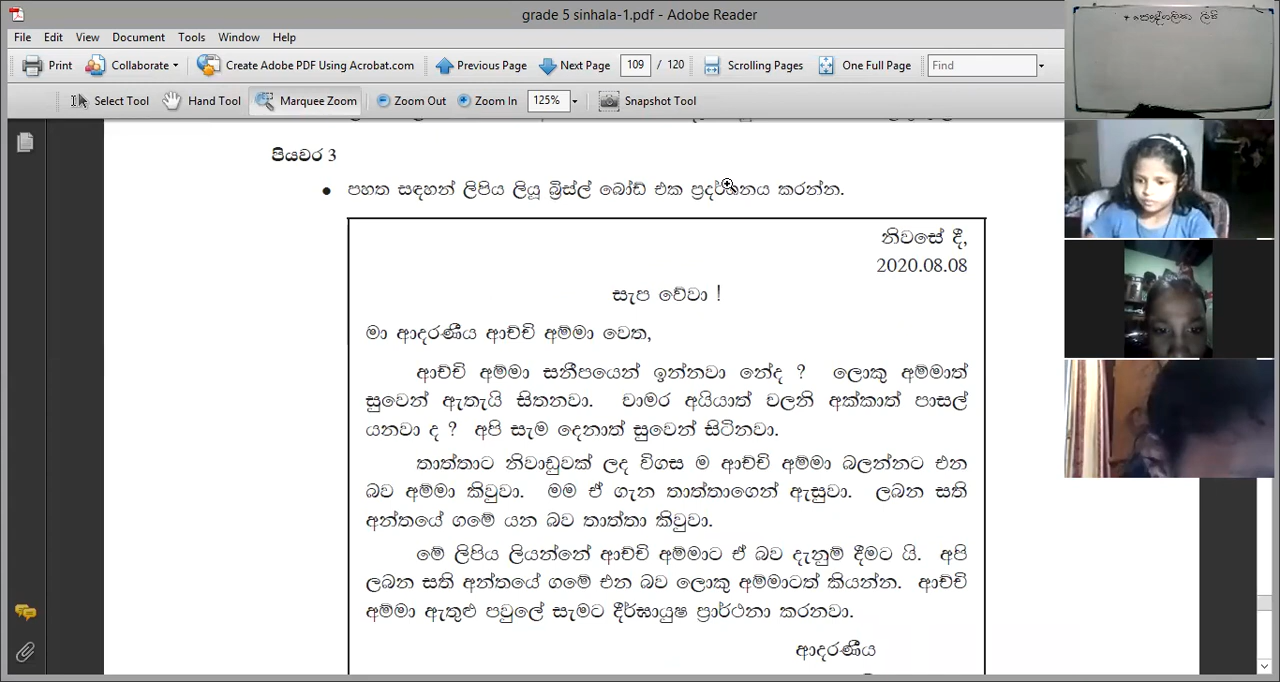 grade 5 sinhala-1.pdf - Adobe Reader
File Edit View Document Tools Window Help
Print Collaborate Create Adobe PDF Using Acrobat.com Previous Page Next Page 109 / 120 Scrolling Pages One Full Page Find
Select Tool Hand Tool Marquee Zoom Zoom Out Zoom In 125% Snapshot Tool
පියවර 3
• පහත සඳහන් ලිපිය ලියූ බ්‍රිස්ල් බෝඩ් එක ප්‍රදර්ශනය කරන්න.
නිවසේ දී,
2020.08.08
සැප වේවා !
මා ආදරණීය ආච්චි අම්මා වෙත,
ආච්චි අම්මා සනීපයෙන් ඉන්නවා නේද ? ලොකු අම්මාත්
සුවෙන් ඇතැයි සිතනවා. චාමර අයියාත් චලනි අක්කාත් පාසල්
යනවා ද ? අපි සැම දෙනාත් සුවෙන් සිටිනවා.
තාත්තාට නිවාඩුවක් ලද විගස ම ආච්චි අම්මා බලන්නට එන
බව අම්මා කිවුවා. මම ඒ ගැන තාත්තාගෙන් ඇසුවා. ලබන සති
අන්තයේ ගමේ යන බව තාත්තා කිවුවා.
මේ ලිපිය ලියන්නේ ආච්චි අම්මාට ඒ බව දැනුම් දීමට යි. අපි
ලබන සති අන්තයේ ගමේ එන බව ලොකු අම්මාටත් කියන්න. ආච්චි
අම්මා ඇතුළු පවුලේ සැමට දීර්ඝායුෂ ප්‍රාර්ථනා කරනවා.
ආදරණීය